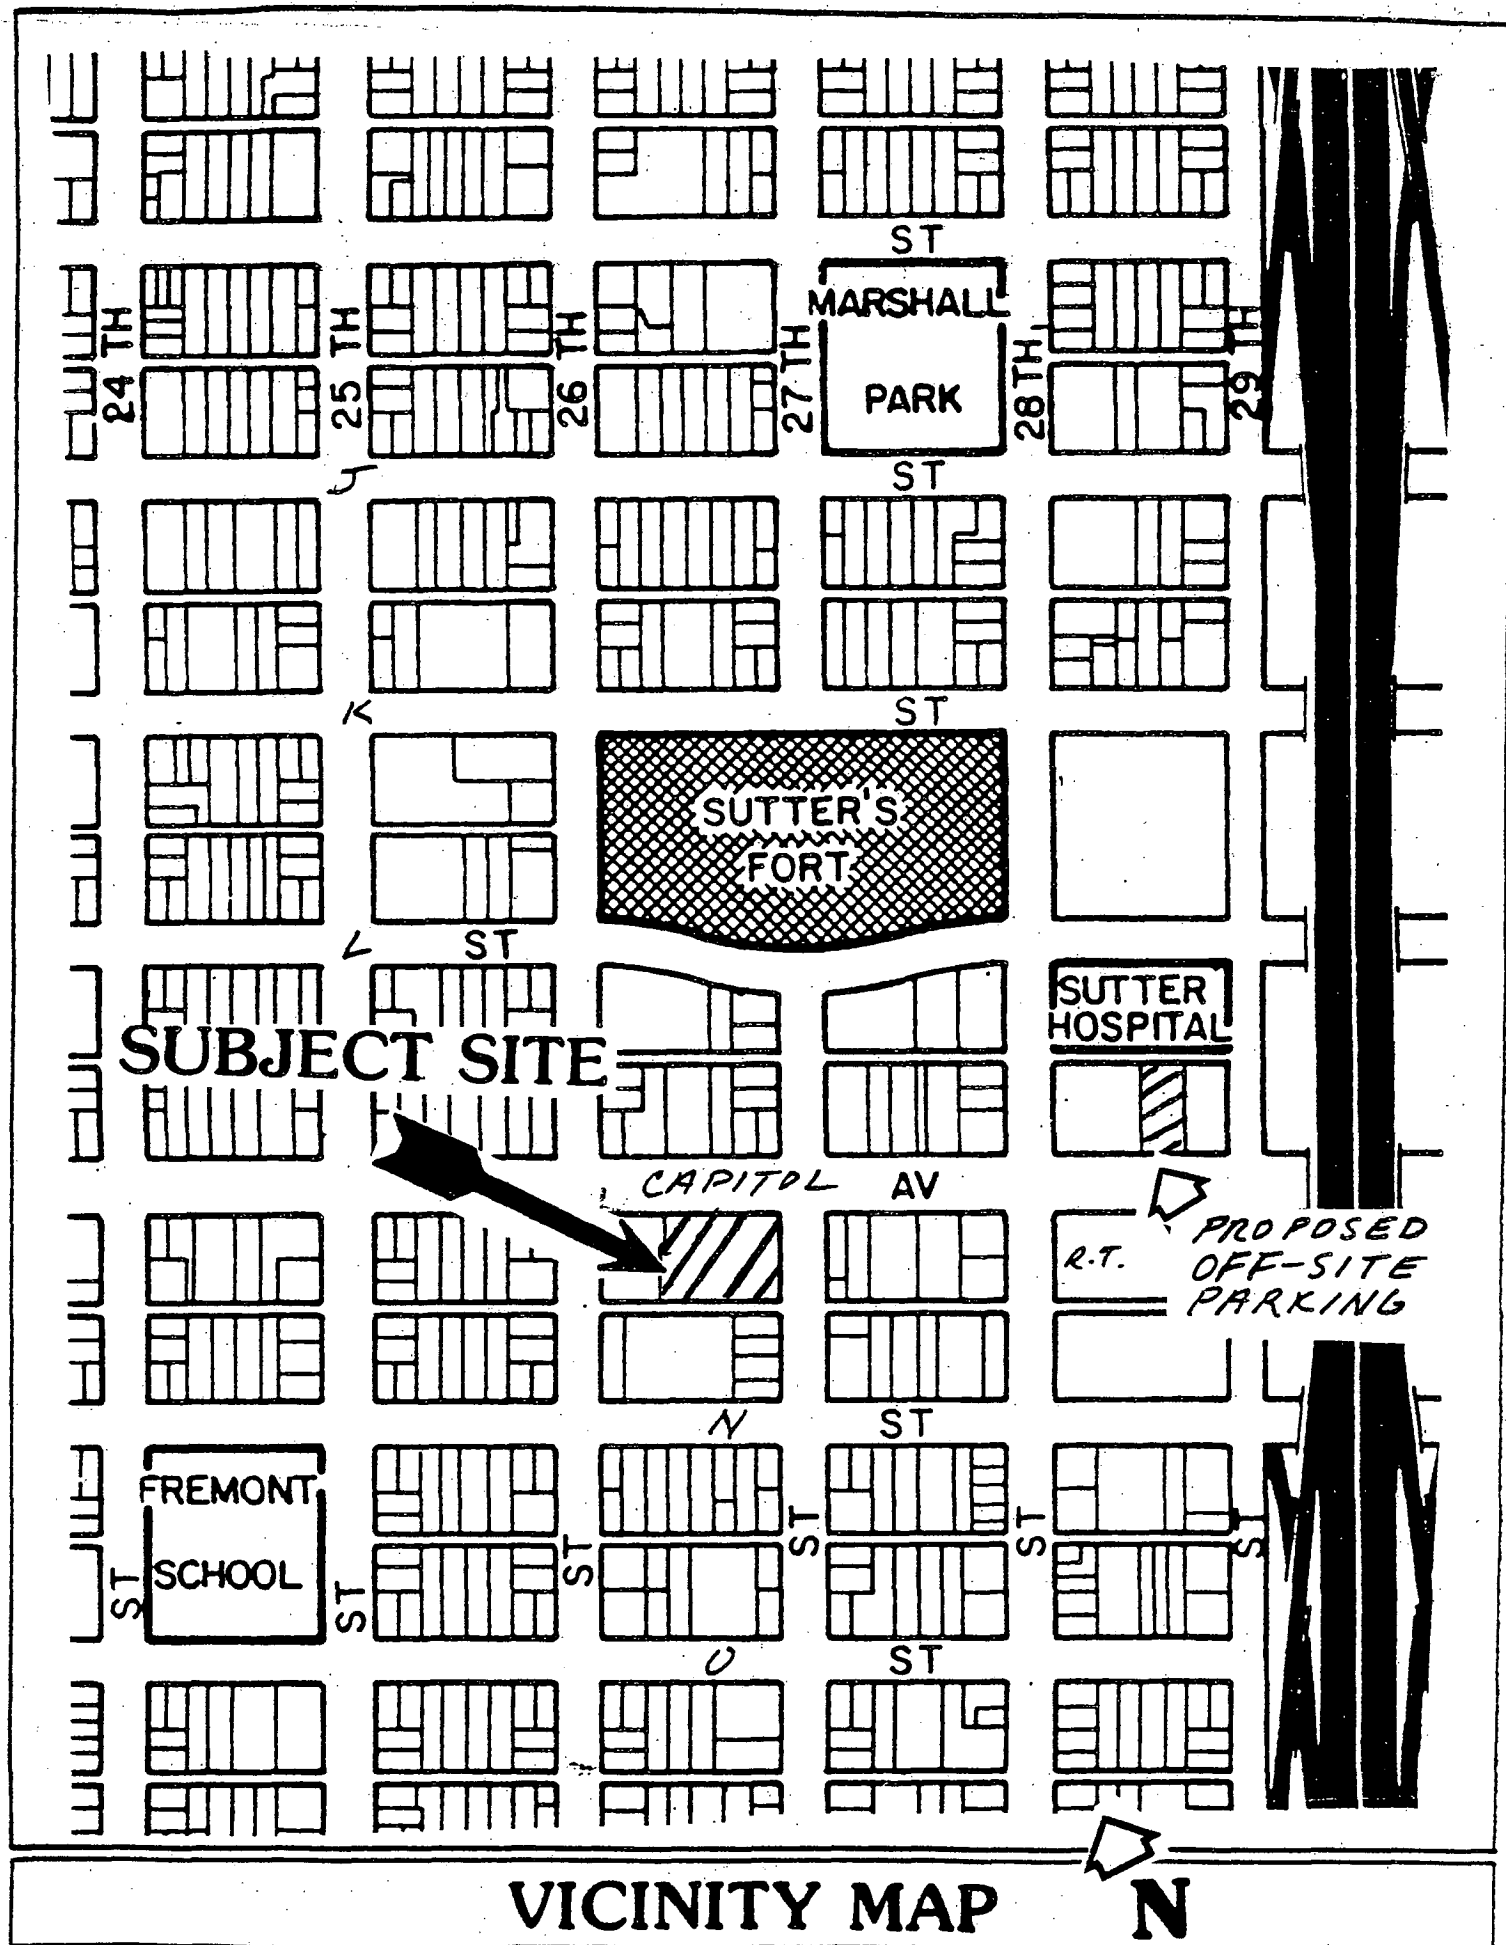 ST
MARSHALL
PARK
24 TH
25 TH
26 TH
27 TH
28 TH
29 TH
J
ST
K
ST
SUTTER'S
FORT
L ST
SUTTER
HOSPITAL
SUBJECT SITE
CAPITOL AV
R.T.
PROPOSED
OFF-SITE
PARKING
N ST
FREMONT
SCHOOL
ST
ST
ST
ST
ST
ST
O ST
VICINITY MAP N